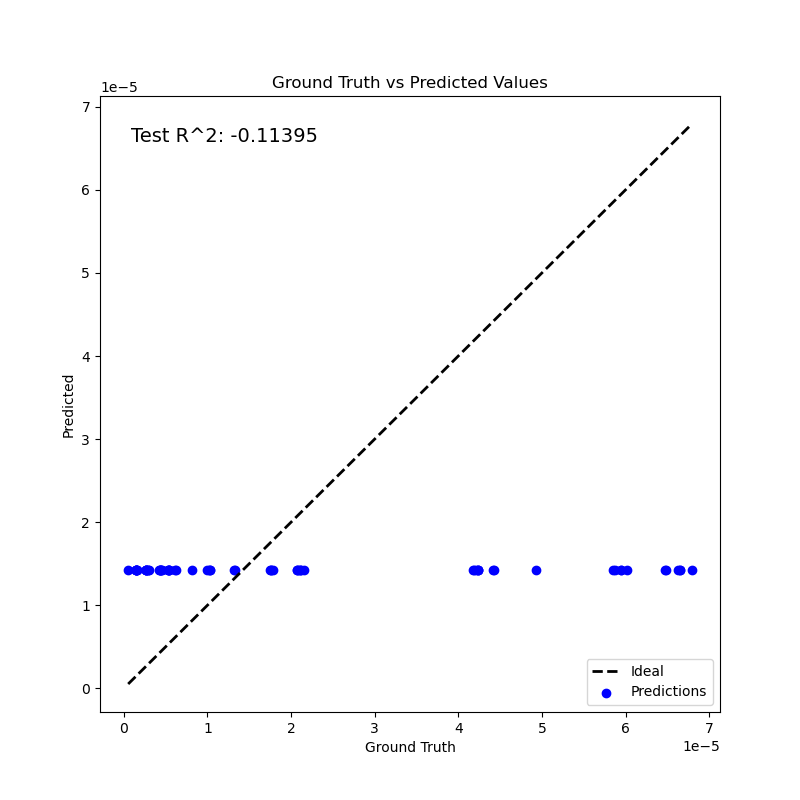 Ground Truth vs Predicted Values
1e−5
Test R^2: -0.11395
7
6
5
4
3
2
1
0
Predicted
Ideal
Predictions
0 1 2 3 4 5 6 7
1e−5
Ground Truth